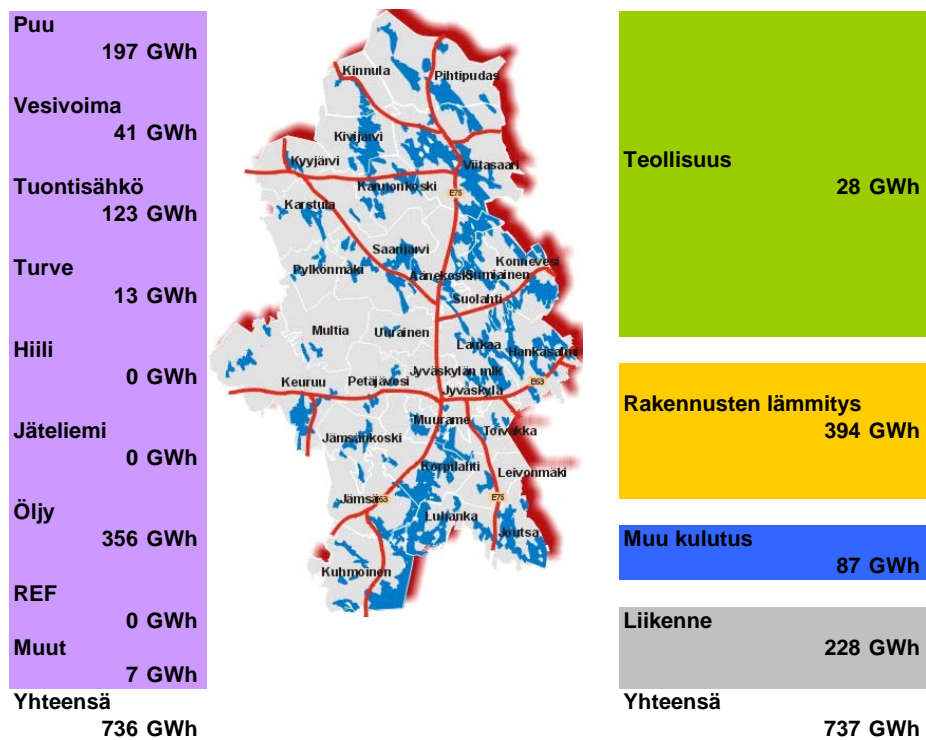 Puu
197 GWh
Vesivoima
41 GWh
Tuontisähkö
123 GWh
Turve
13 GWh
Hiili
0 GWh
Jäteliemi
0 GWh
Öljy
356 GWh
REF
0 GWh
Muut
7 GWh
Yhteensä
736 GWh
Kinnula
Pihtipudas
Kivijärvi
Kyyjärvi
Viitasaari
Kannonkoski
E75
Karstula
Saarijärvi
Konnevesi
Pylkönmäki
Äänekoski
Sumiainen
Suolahti
Multia
Uurainen
Laukaa
Hankasalmi
Keuruu
Petäjävesi
Jyväskylän mlk
E63
Jyväskylä
Muurame
Toivakka
Jämsänkoski
Korpilahti
Leivonmäki
Jämsä
E63
E75
Luhanka
Joutsa
Kuhmoinen
Teollisuus
28 GWh
Rakennusten lämmitys
394 GWh
Muu kulutus
87 GWh
Liikenne
228 GWh
Yhteensä
737 GWh